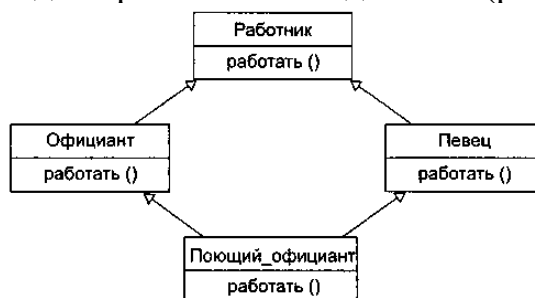 Работник
работать ()
Официант
работать ()
Певец
работать ()
Поющий_официант
работать ()